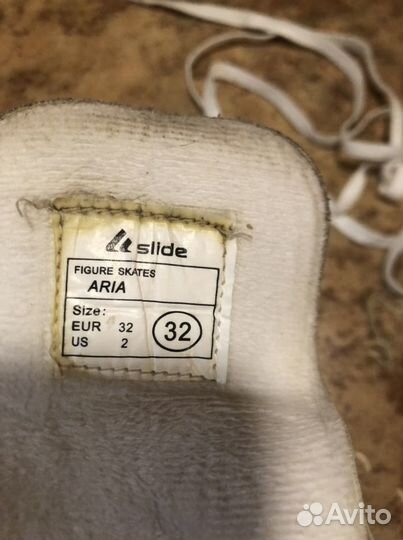 slide
FIGURE SKATES
ARIA
Size:
EUR 32
US 2
32
Avito